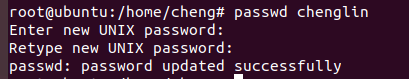 root@ubuntu:/home/cheng# passwd chenglin
Enter new UNIX password:
Retype new UNIX password:
passwd: password updated successfully